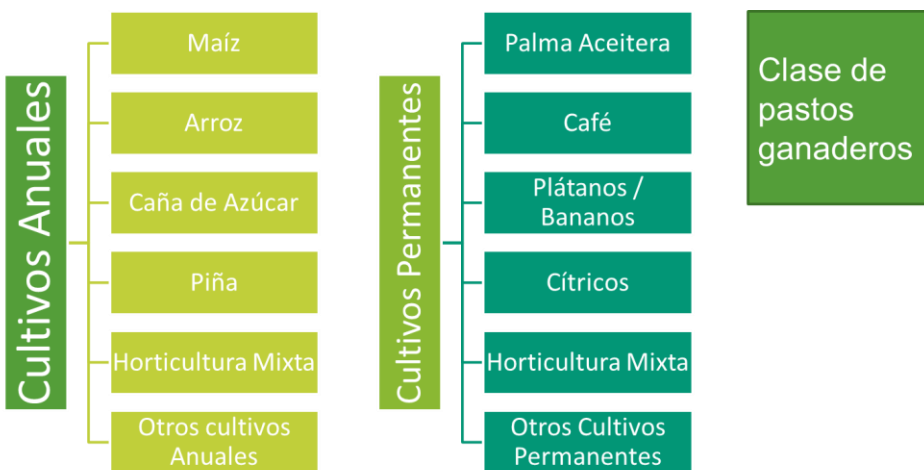 Cultivos Anuales
Maíz
Arroz
Caña de Azúcar
Piña
Horticultura Mixta
Otros cultivos
Anuales
Cultivos Permanentes
Palma Aceitera
Café
Plátanos /
Bananos
Cítricos
Horticultura Mixta
Otros Cultivos
Permanentes
Clase de
pastos
ganaderos